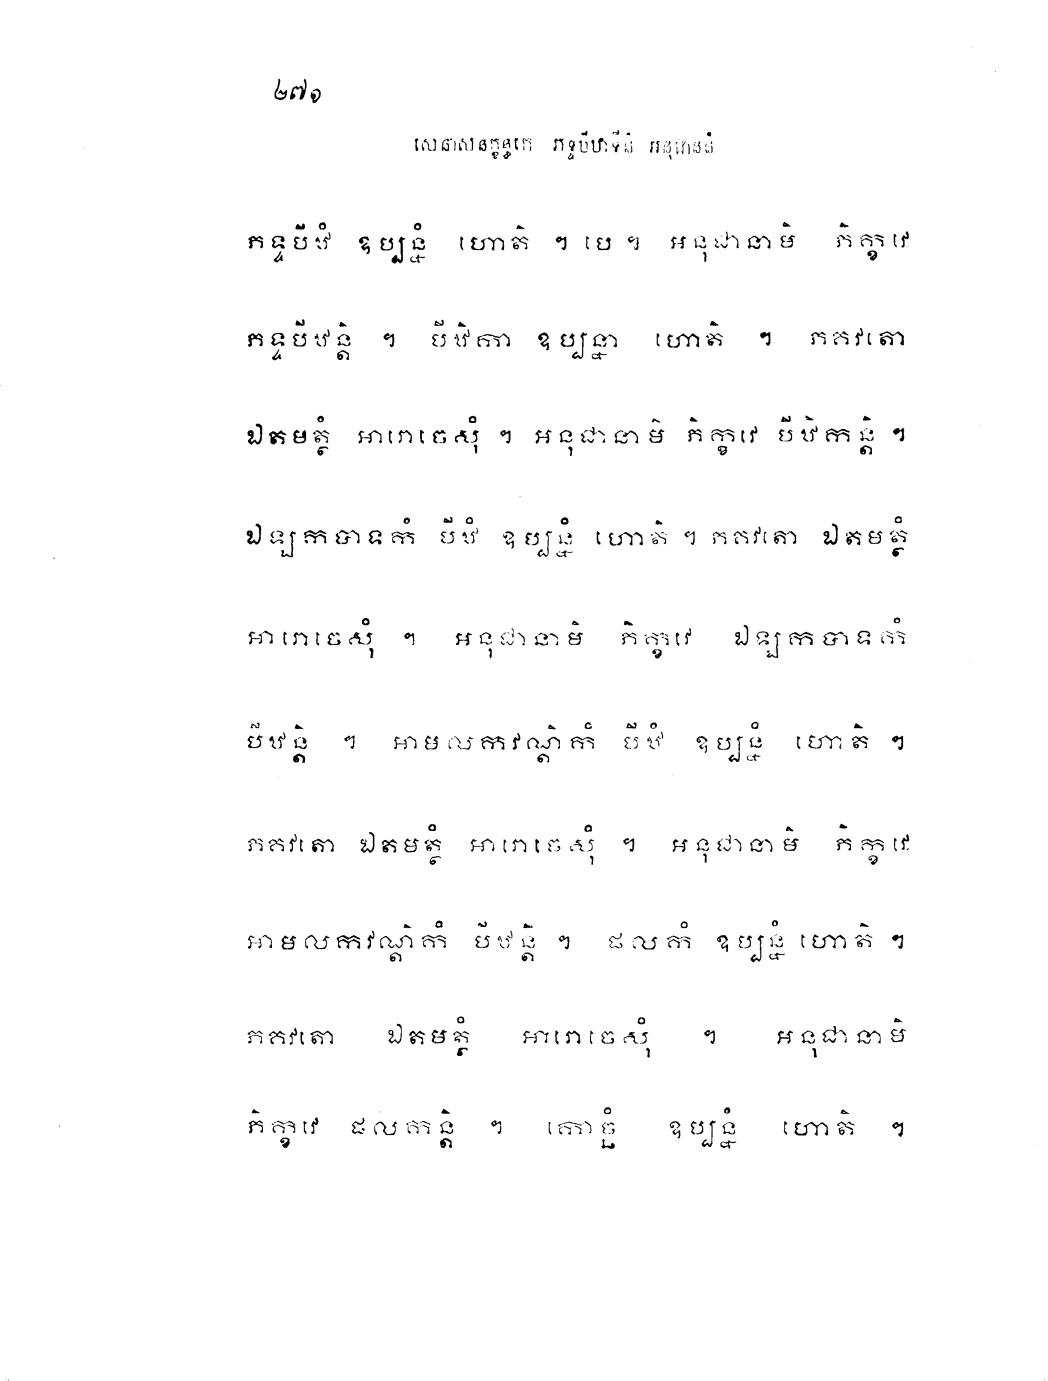 ២៧១
សេនាសនក្ខន្ធកេ ភទ្ទបីឋាទីនំ អនុជាននំ
ភទ្ទបីឋំ ឧប្បន្នំ ហោតិ ។ បេ ។ អនុជានាមិ ភិក្ខវេ
ភទ្ទបីឋន្តិ ។ បីឋិកា ឧប្បន្នា ហោតិ ។ ភគវតោ
ឯតមត្ថំ អារោចេសុំ ។ អនុជានាមិ ភិក្ខវេ បីឋិកន្តិ ។
ឯឡកបាទកំ បីឋំ ឧប្បន្នំ ហោតិ ។ ភគវតោ ឯតមត្ថំ
អារោចេសុំ ។ អនុជានាមិ ភិក្ខវេ ឯឡកបាទកំ
បីឋន្តិ ។ អាមលកវណ្ដិកំ បីឋំ ឧប្បន្នំ ហោតិ ។
ភគវតោ ឯតមត្ថំ អារោចេសុំ ។ អនុជានាមិ ភិក្ខវេ
អាមលកវណ្ដិកំ បីឋន្តិ ។ ផលកំ ឧប្បន្នំ ហោតិ ។
ភគវតោ ឯតមត្ថំ អារោចេសុំ ។ អនុជានាមិ
ភិក្ខវេ ផលកន្តិ ។ កោច្ឆំ ឧប្បន្នំ ហោតិ ។